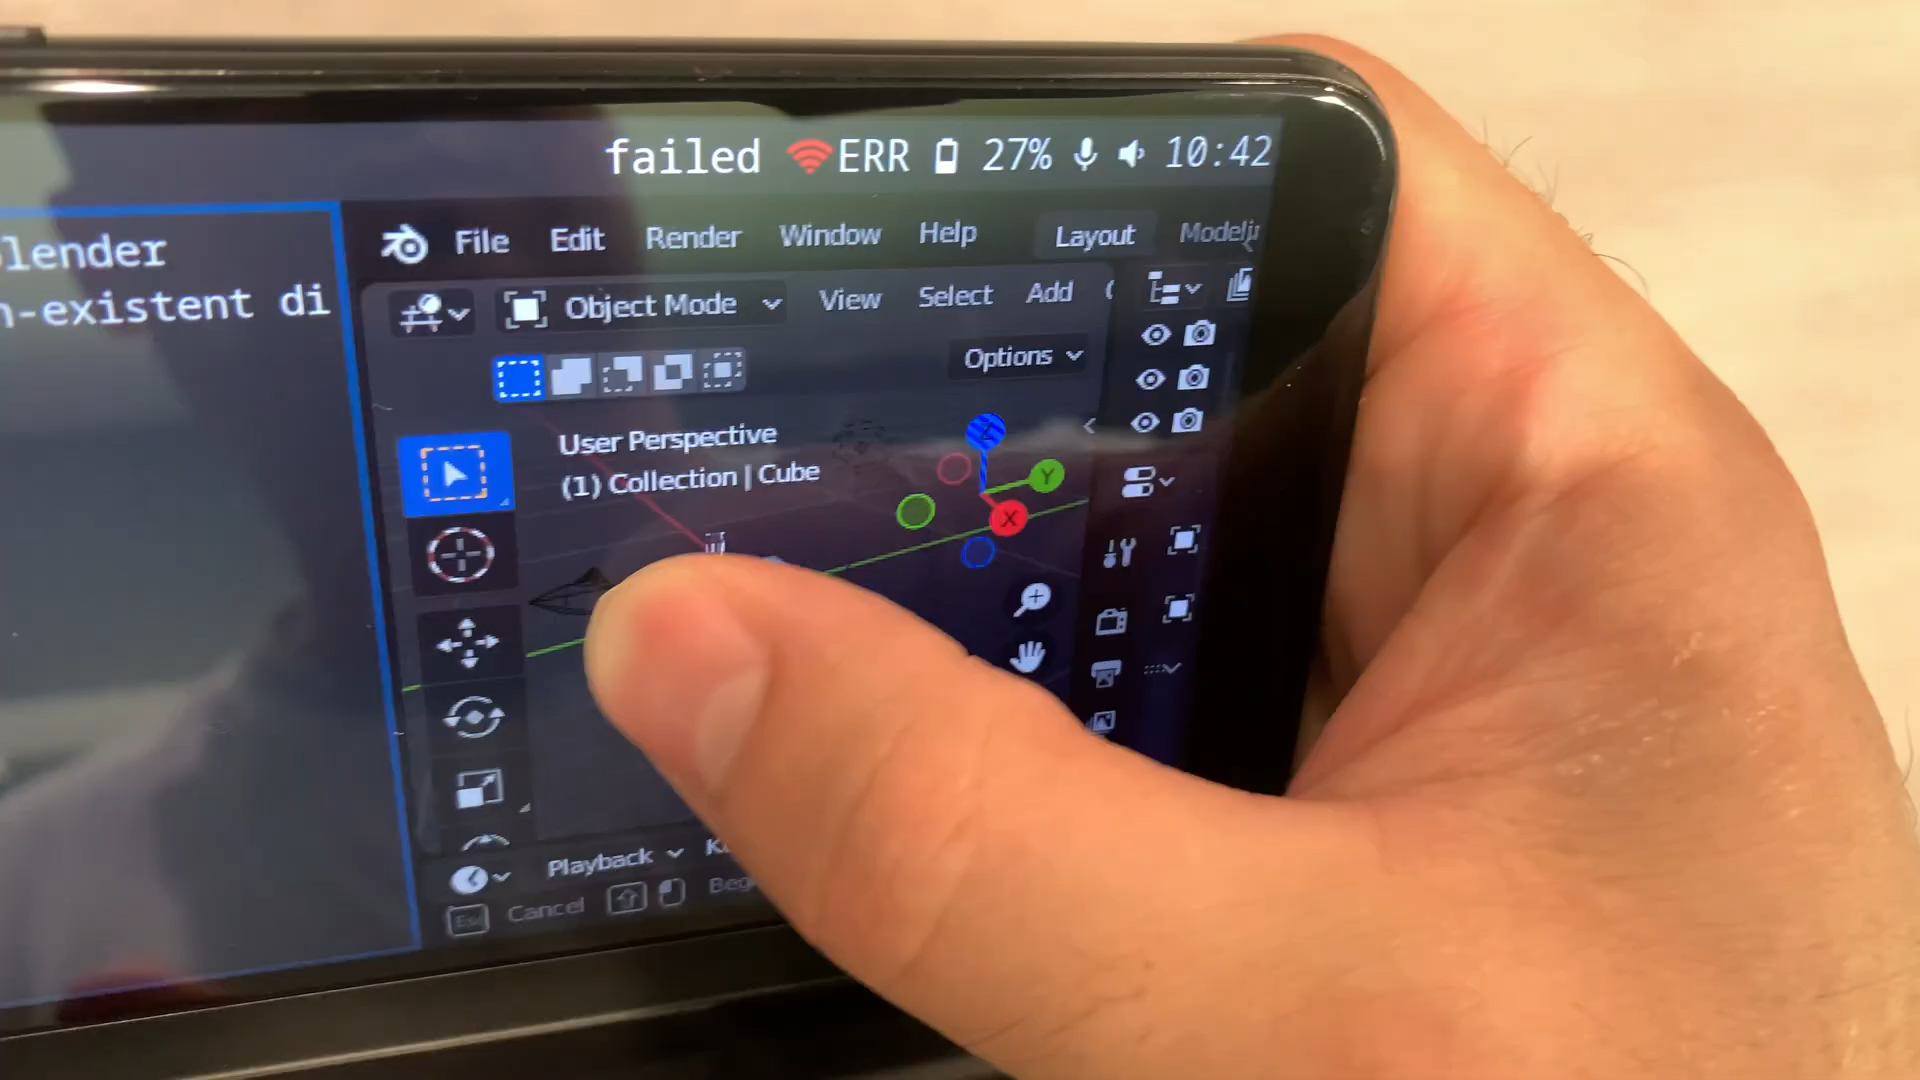 failed ERR 27% 10:42
lender
n-existent di
File Edit Render Window Help Layout
Object Mode View Select Add
Options
User Perspective
(1) Collection | Cube
Z
Y
X
Playback
Esc Cancel